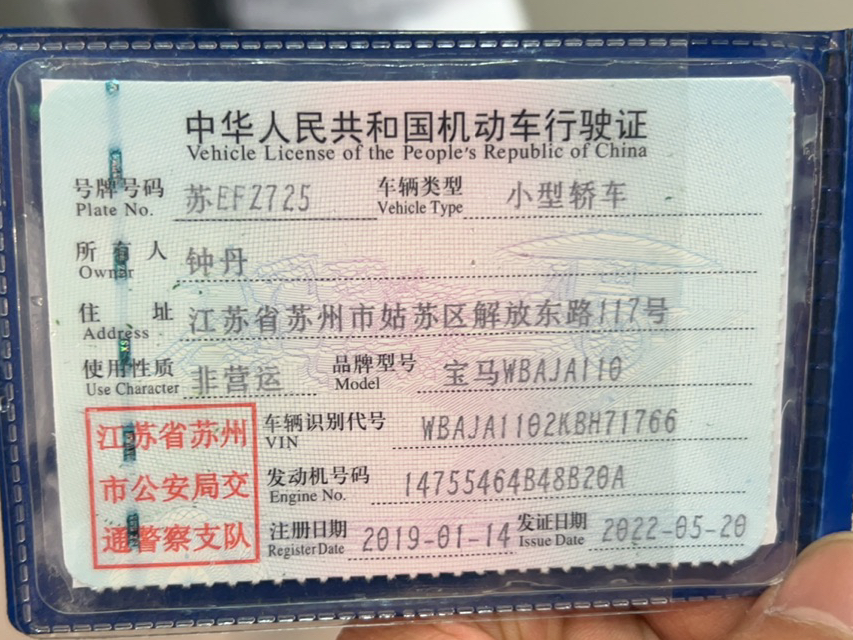 中华人民共和国机动车行驶证
Vehicle License of the People's Republic of China
号牌号码 苏EFZ725 车辆类型 小型轿车
Plate No. Vehicle Type
所有人 钟丹
Owner
住址 江苏省苏州市姑苏区解放东路117号
Address
使用性质 非营运 品牌型号 宝马WBAJA110
Use Character Model
江苏省苏州 车辆识别代号 WBAJA1102KBH71766
VIN
市公安局交 发动机号码 14755464B48B20A
Engine No.
通警察支队 注册日期 2019-01-14 发证日期 2022-05-20
Register Date Issue Date